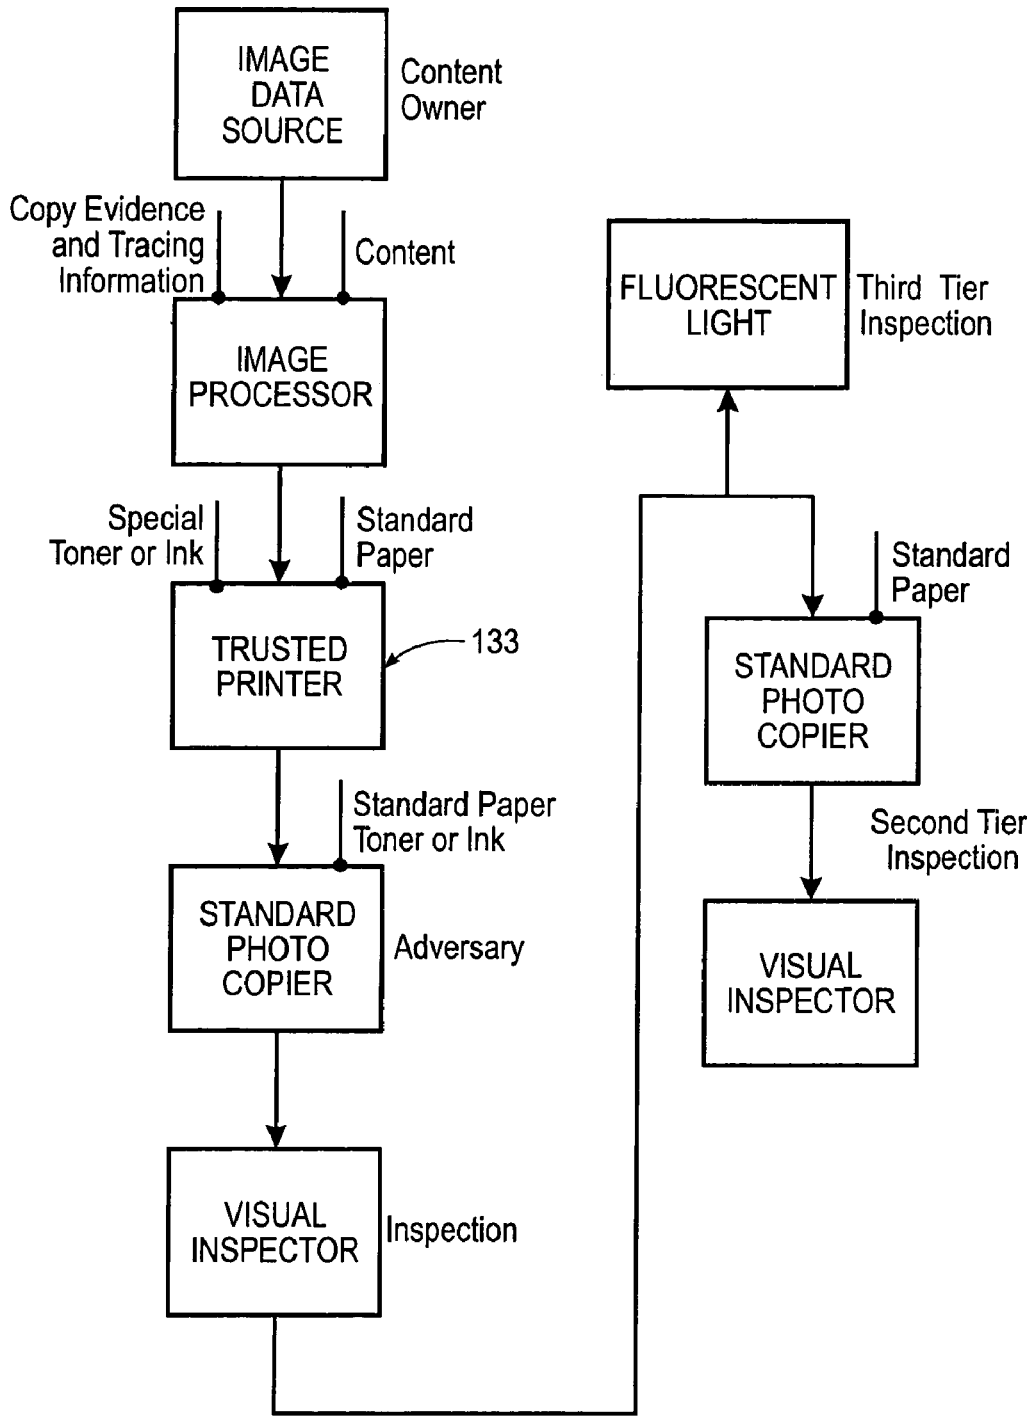 IMAGE
DATA
SOURCE
Content
Owner
Copy Evidence
and Tracing
Information
Content
IMAGE
PROCESSOR
Special
Toner or Ink
Standard
Paper
TRUSTED
PRINTER
133
Standard Paper
Toner or Ink
STANDARD
PHOTO
COPIER
Adversary
VISUAL
INSPECTOR
Inspection
FLUORESCENT
LIGHT
Third Tier
Inspection
Standard
Paper
STANDARD
PHOTO
COPIER
Second Tier
Inspection
VISUAL
INSPECTOR